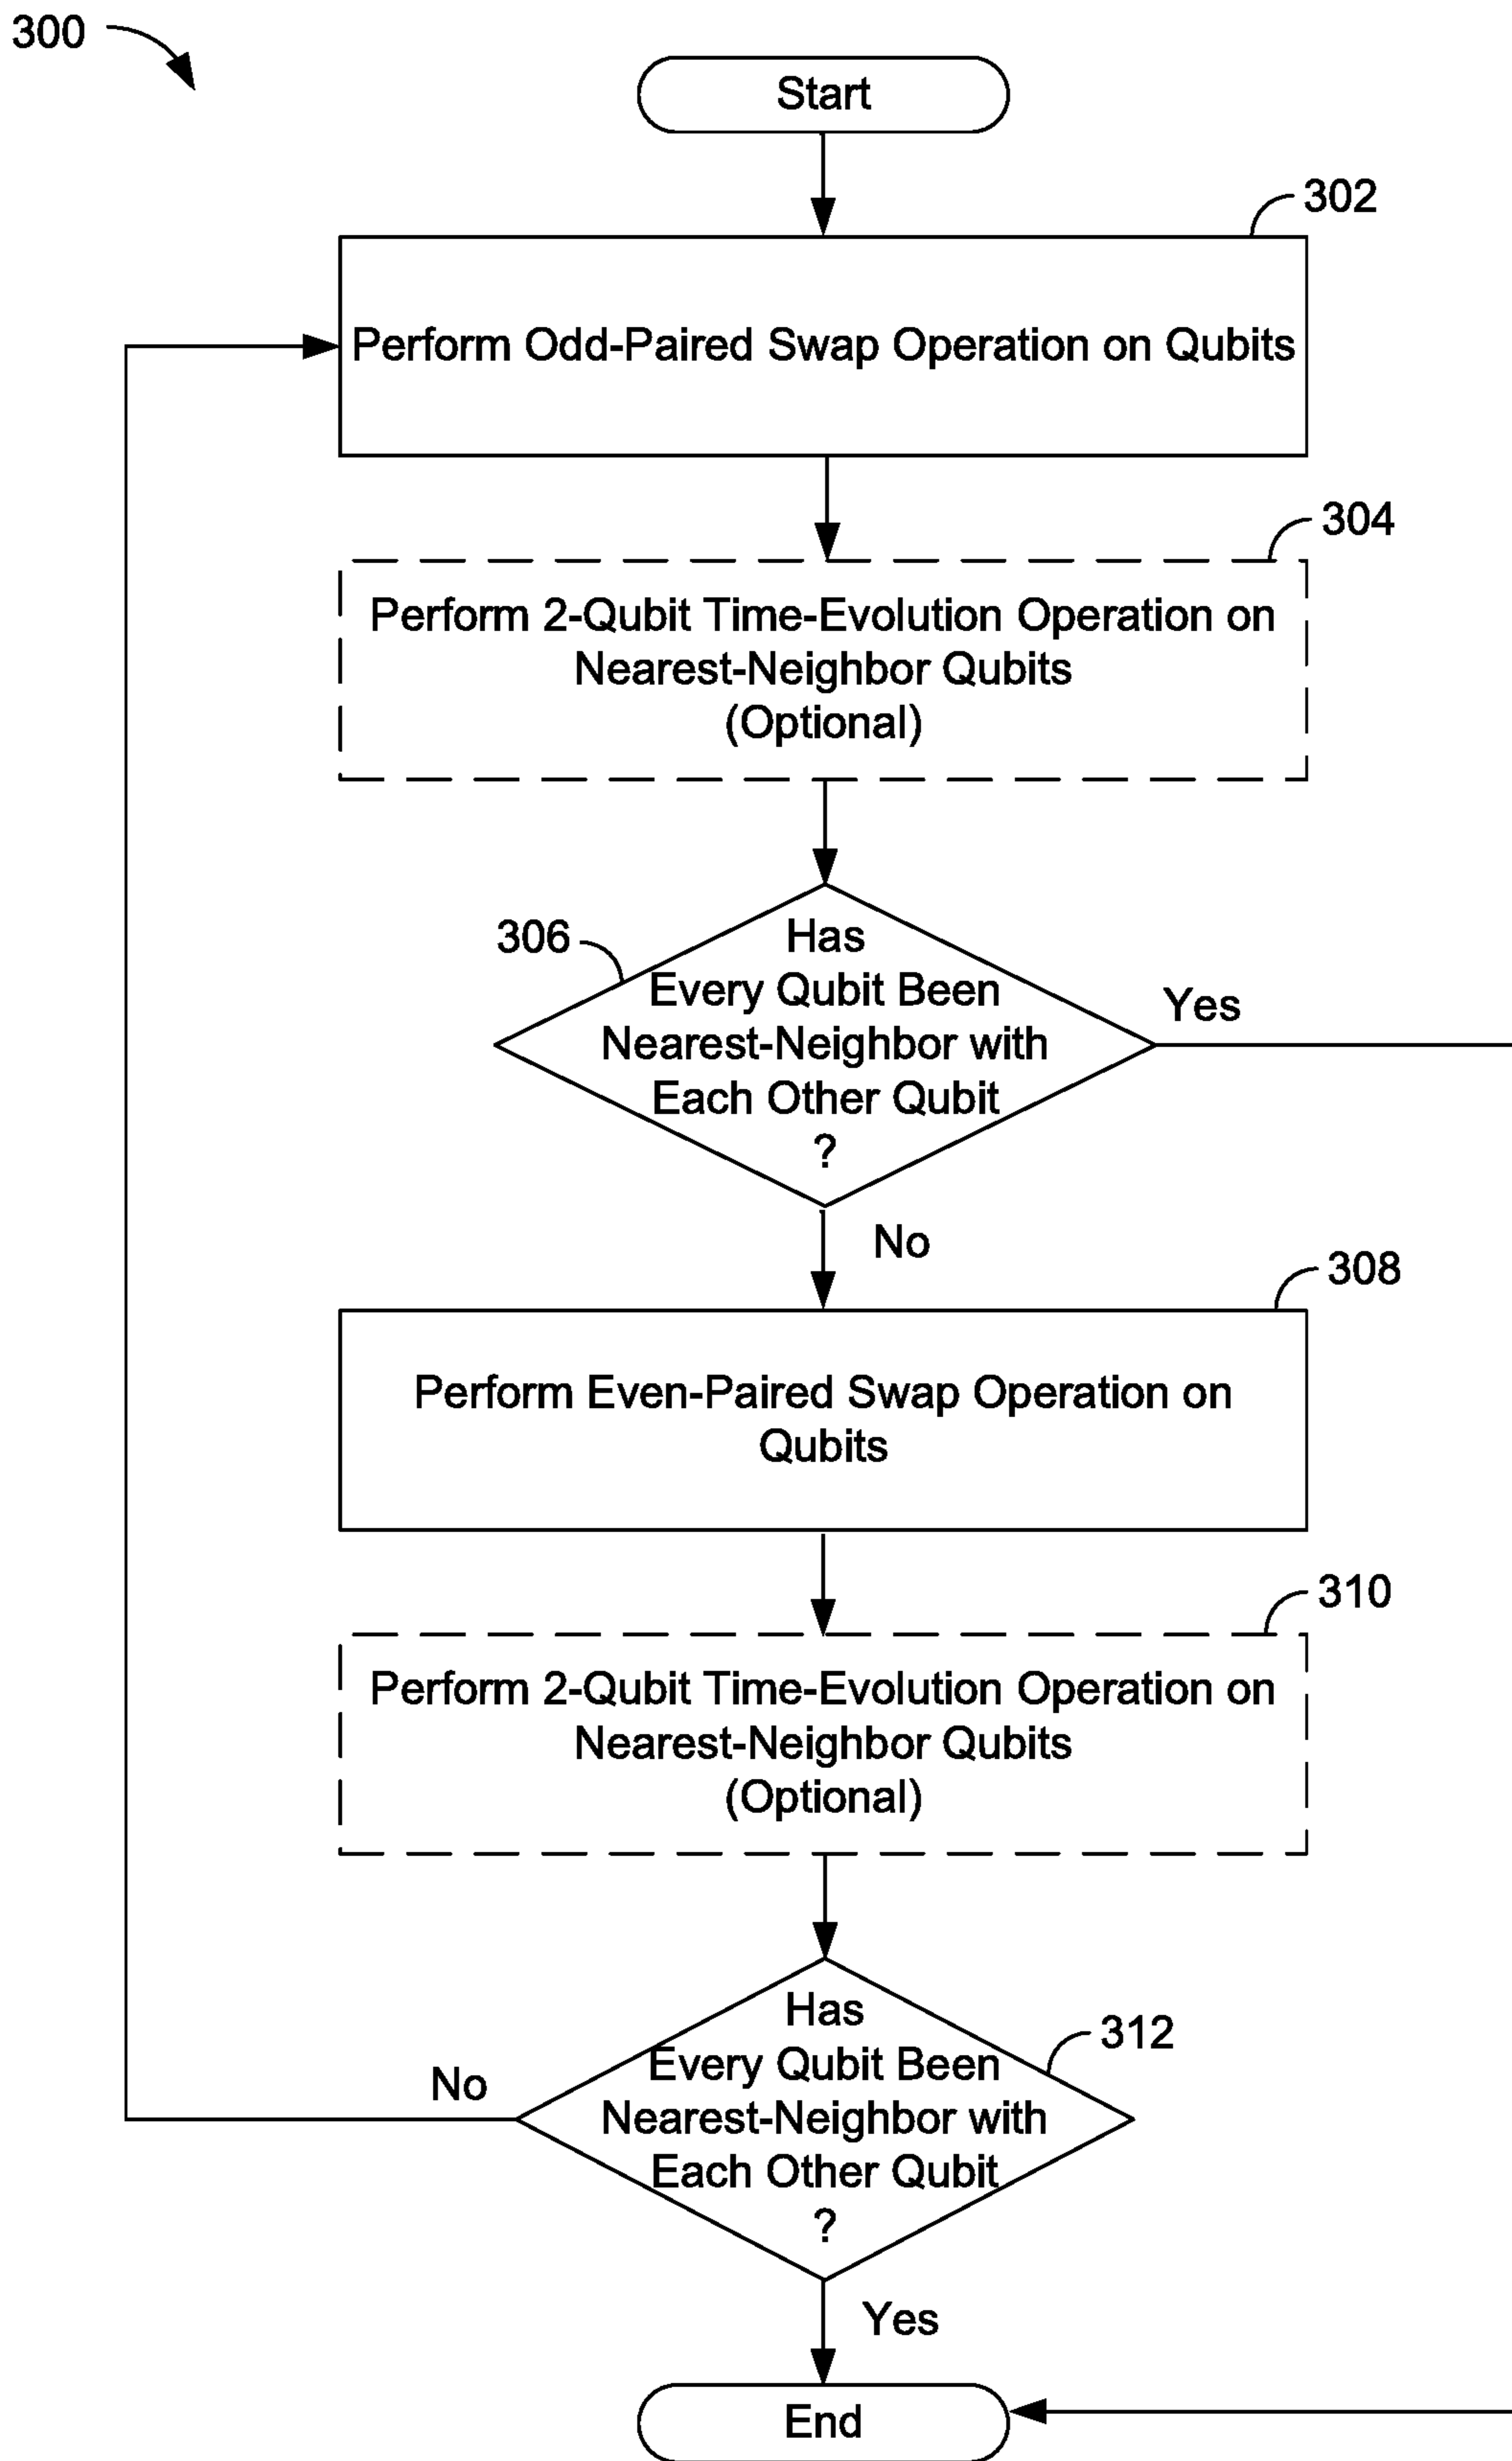 300
Start
302
Perform Odd-Paired Swap Operation on Qubits
304
Perform 2-Qubit Time-Evolution Operation on
Nearest-Neighbor Qubits
(Optional)
306
Has
Every Qubit Been
Nearest-Neighbor with
Each Other Qubit
?
Yes
No
308
Perform Even-Paired Swap Operation on
Qubits
310
Perform 2-Qubit Time-Evolution Operation on
Nearest-Neighbor Qubits
(Optional)
312
Has
Every Qubit Been
Nearest-Neighbor with
Each Other Qubit
?
No
Yes
End